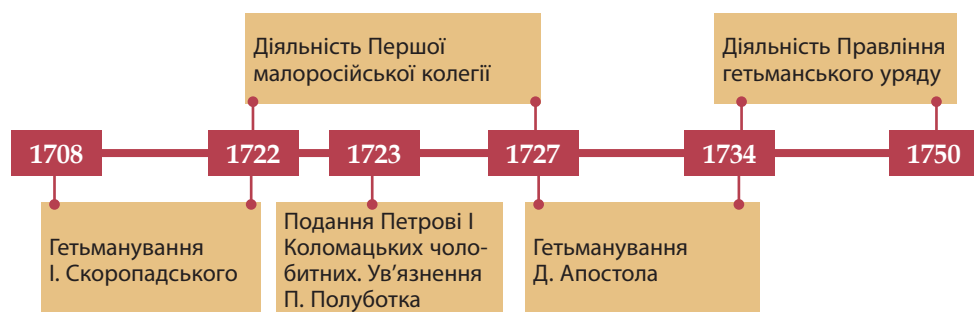 Діяльність Першої
малоросійської колегії
Діяльність Правління
гетьманського уряду
1708
1722
1723
1727
1734
1750
Гетьманування
І. Скоропадського
Подання Петрові І
Коломацьких чоло-
битних. Ув'язнення
П. Полуботка
Гетьманування
Д. Апостола